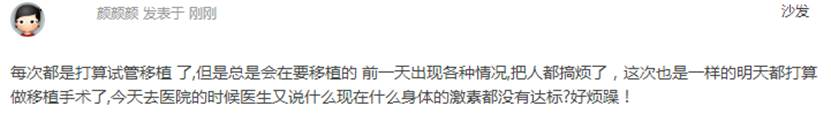 颜颜颜 发表于 刚刚
沙发
每次都是打算试管移植 了,但是总是会在要移植的 前一天出现各种情况,把人都搞烦了，这次也是一样的明天都打算
做移植手术了,今天去医院的时候医生又说什么现在什么身体的激素都没有达标?好烦躁！